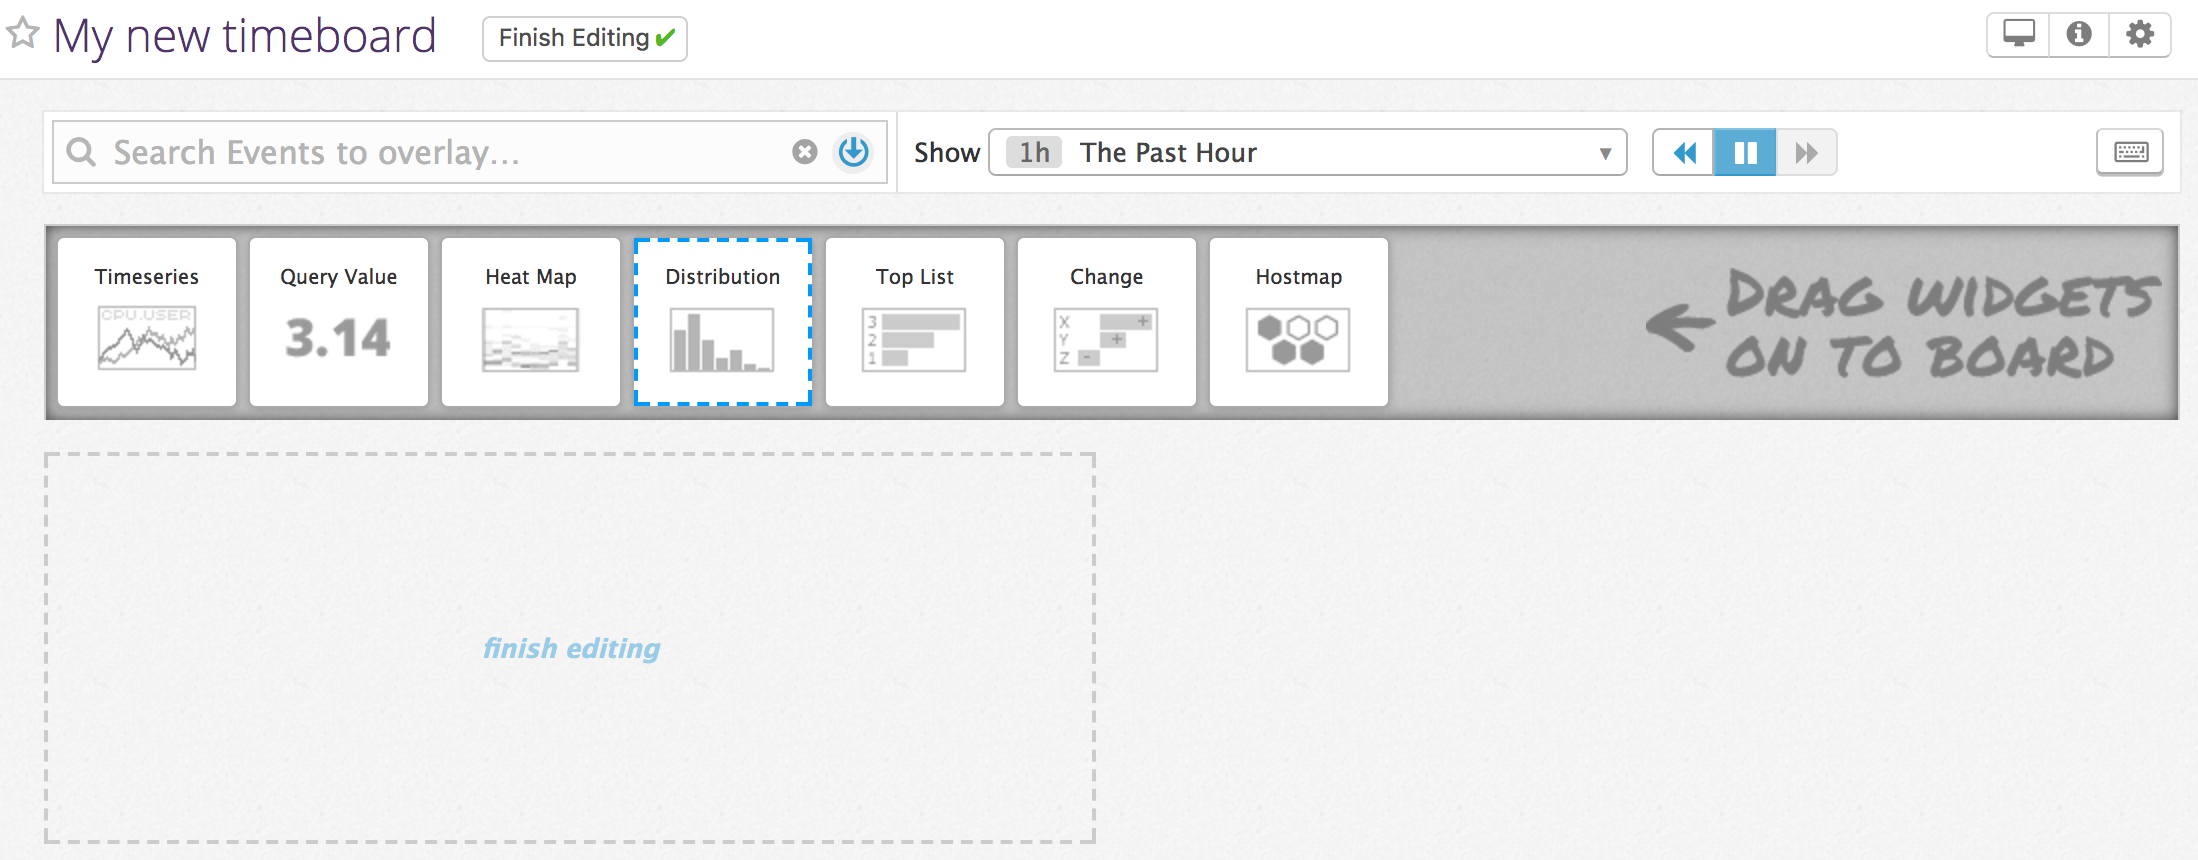 My new timeboard
Finish Editing ✔
Search Events to overlay...
Show
1h The Past Hour
Timeseries
CPU.USER
Query Value
3.14
Heat Map
Distribution
Top List
3
2
1
Change
X +
Y +
Z -
Hostmap
DRAG WIDGETS
ON TO BOARD
finish editing